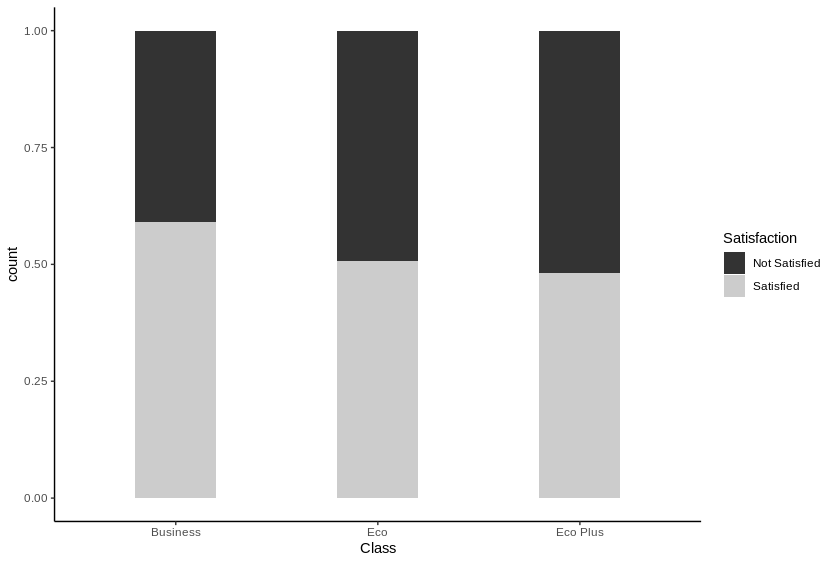 1.00
0.75
0.50
0.25
0.00
count
Business
Eco
Eco Plus
Class
Satisfaction
Not Satisfied
Satisfied